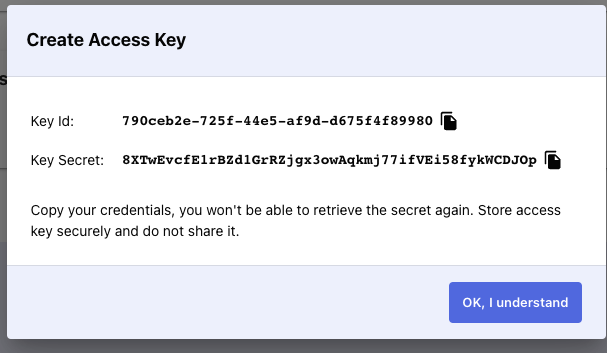 Create Access Key
Key Id: 790ceb2e-725f-44e5-af9d-d675f4f89980
Key Secret: 8XTwEvcfE1rBZd1GrRZjgx3owAqkmj77ifVEi58fykWCDJOp
Copy your credentials, you won't be able to retrieve the secret again. Store access
key securely and do not share it.
OK, I understand